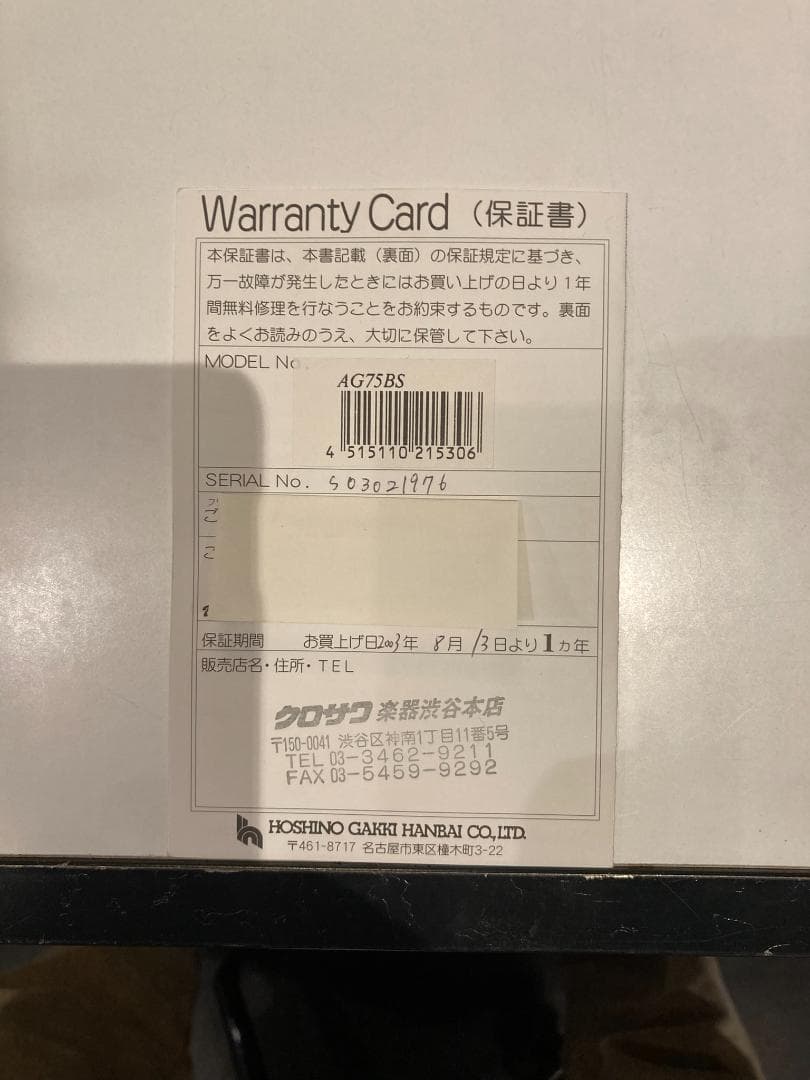 Warranty Card（保証書）
本保証書は、本書記載（裏面）の保証規定に基づき、
万一故障が発生したときにはお買い上げの日より1年
間無料修理を行なうことをお約束するものです。裏面
をよくお読みのうえ、大切に保管して下さい。
MODEL No.
AG75BS
4 515110 215306
SERIAL No. S03021976
ご
ご
保証期間 お買上げ日2003年 8月 13日より1ヵ年
販売店名・住所・TEL
クロサワ楽器渋谷本店
〒150-0041 渋谷区神南1丁目11番5号
TEL 03-3462-9211
FAX 03-5459-9292
HOSHINO GAKKI HANBAI CO., LTD.
〒461-8717 名古屋市東区橦木町3-22